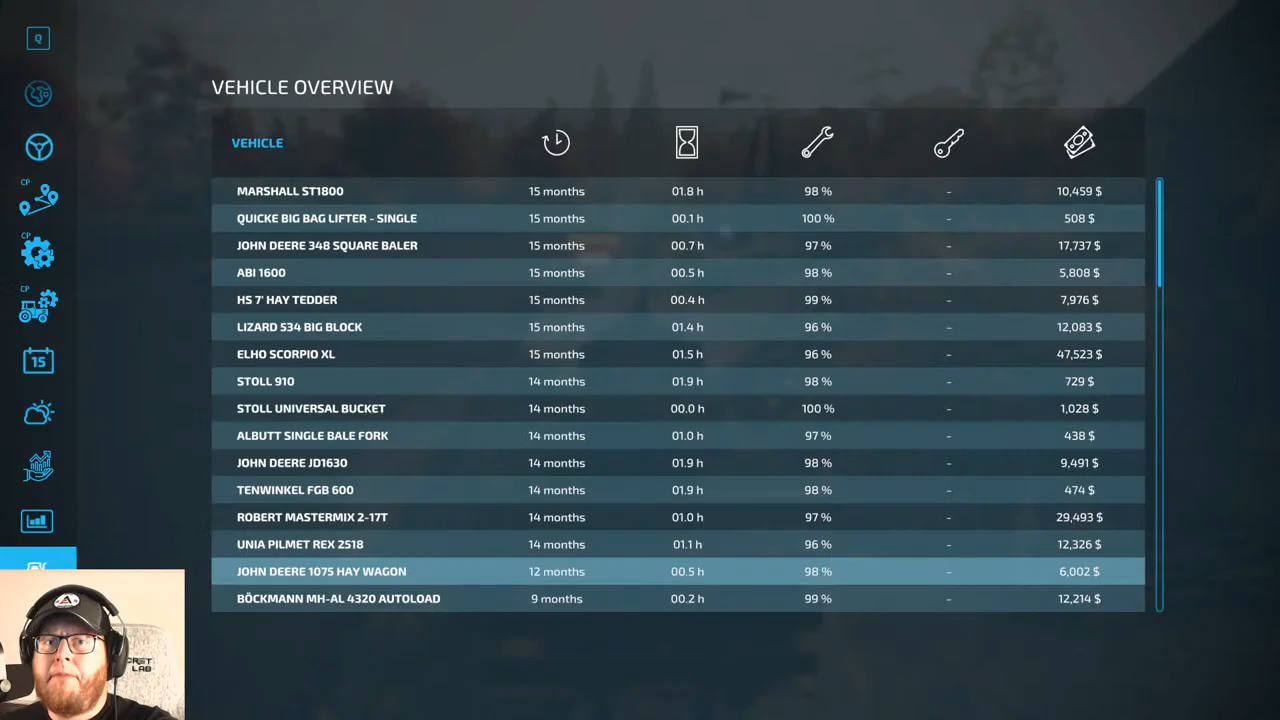 Q
VEHICLE OVERVIEW
VEHICLE
CP
CP
CP
15
MARSHALL ST1800 15 months 01.8 h 98 % - 10,459 $
QUICKE BIG BAG LIFTER - SINGLE 15 months 00.1 h 100 % - 508 $
JOHN DEERE 348 SQUARE BALER 15 months 00.7 h 97 % - 17,737 $
ABI 1600 15 months 00.5 h 98 % - 5,808 $
HS 7' HAY TEDDER 15 months 00.4 h 99 % - 7,976 $
LIZARD 534 BIG BLOCK 15 months 01.4 h 96 % - 12,083 $
ELHO SCORPIO XL 15 months 01.5 h 96 % - 47,523 $
STOLL 910 14 months 01.9 h 98 % - 729 $
STOLL UNIVERSAL BUCKET 14 months 00.0 h 100 % - 1,028 $
ALBUTT SINGLE BALE FORK 14 months 01.0 h 97 % - 438 $
JOHN DEERE JD1630 14 months 01.9 h 98 % - 9,491 $
TENWINKEL FGB 600 14 months 01.9 h 98 % - 474 $
ROBERT MASTERMIX 2-17T 14 months 01.0 h 97 % - 29,493 $
UNIA PILMET REX 2518 14 months 01.1 h 96 % - 12,326 $
JOHN DEERE 1075 HAY WAGON 12 months 00.5 h 98 % - 6,002 $
BÖCKMANN MH-AL 4320 AUTOLOAD 9 months 00.2 h 99 % - 12,214 $
CRET
LAB